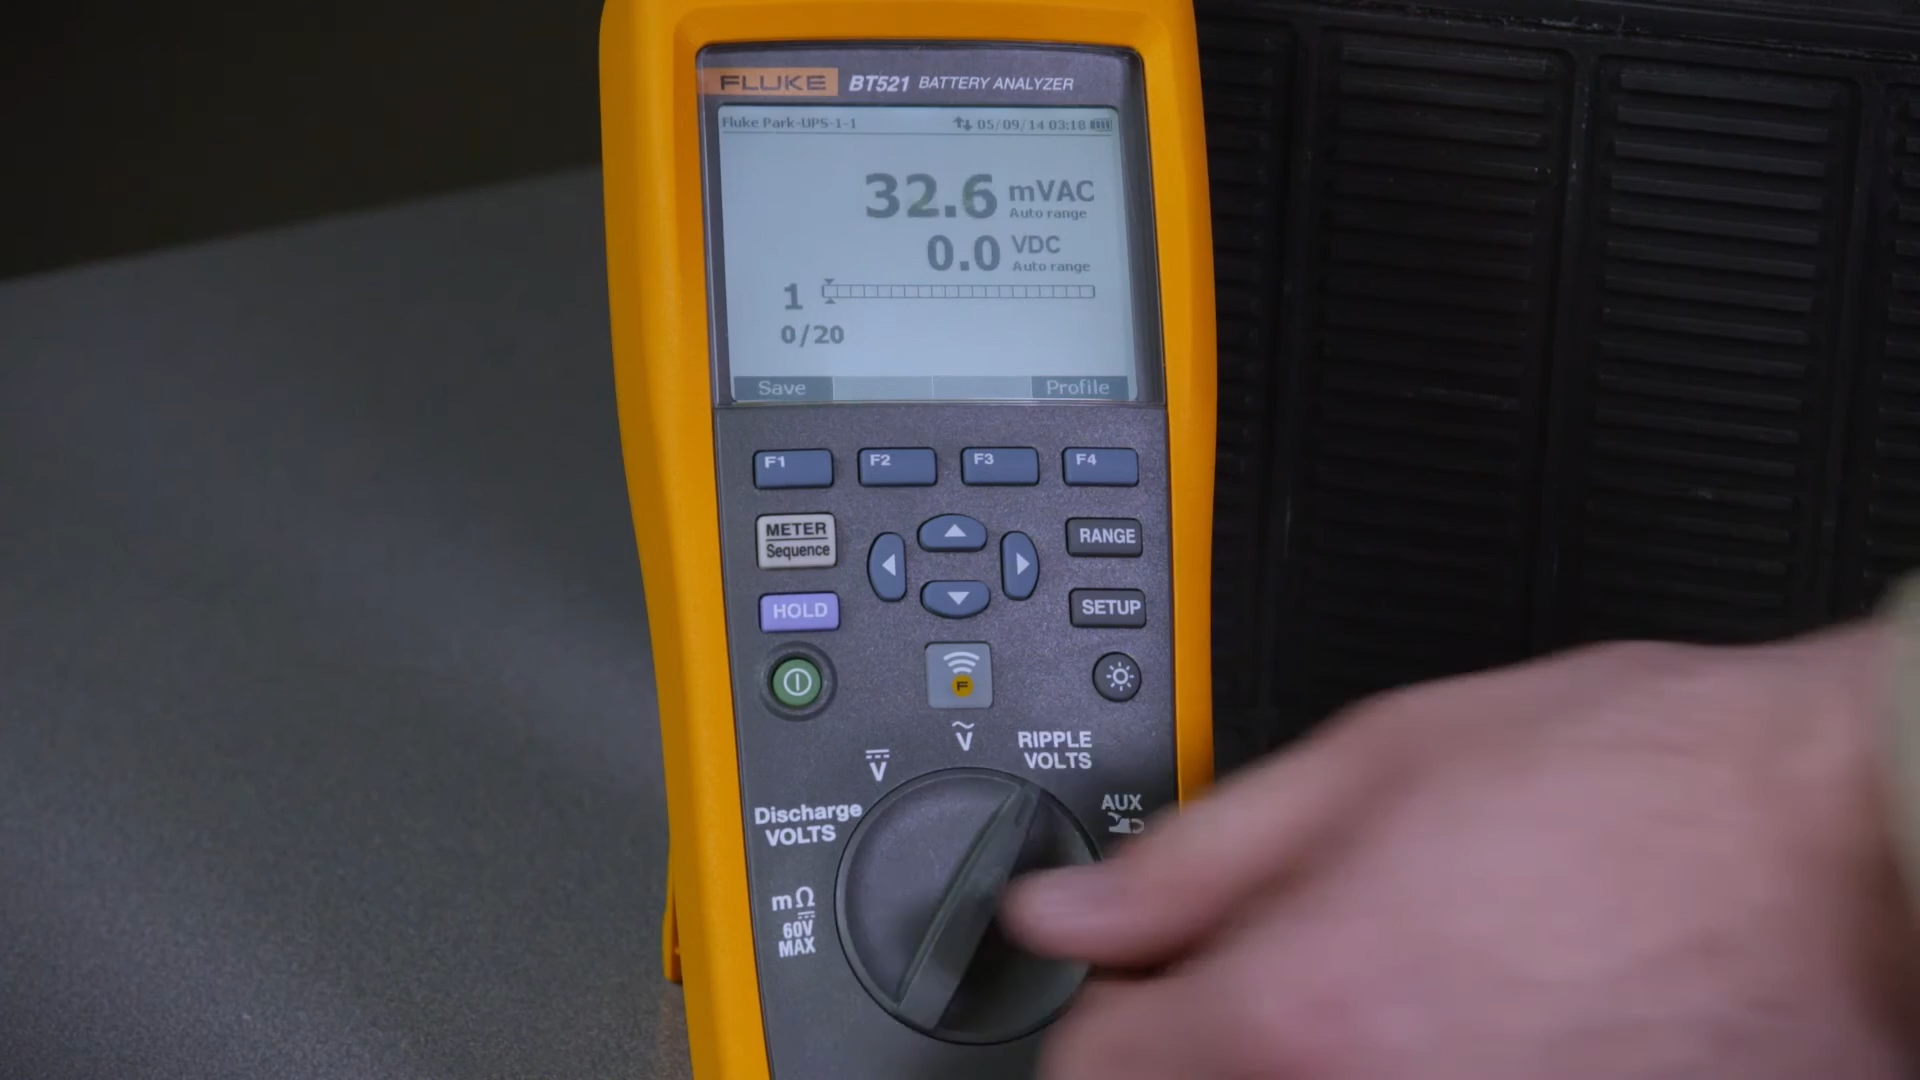 FLUKE BT521 BATTERY ANALYZER
Fluke Park-UPS-1-1 05/09/14 03:18
32.6 mVAC
Auto range
0.0 VDC
Auto range
1
0/20
Save Profile
F1 F2 F3 F4
METER
Sequence
RANGE
HOLD
SETUP
F
V
RIPPLE
VOLTS
V
AUX
Discharge
VOLTS
mΩ
60V
MAX